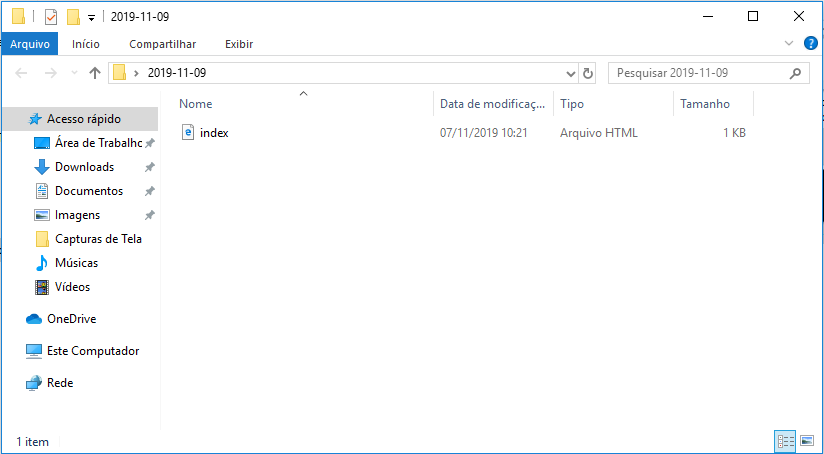 2019-11-09
Arquivo Início Compartilhar Exibir
2019-11-09 Pesquisar 2019-11-09
Nome Data de modificaç... Tipo Tamanho
index 07/11/2019 10:21 Arquivo HTML 1 KB
Acesso rápido
Área de Trabalho
Downloads
Documentos
Imagens
Capturas de Tela
Músicas
Vídeos
OneDrive
Este Computador
Rede
1 item